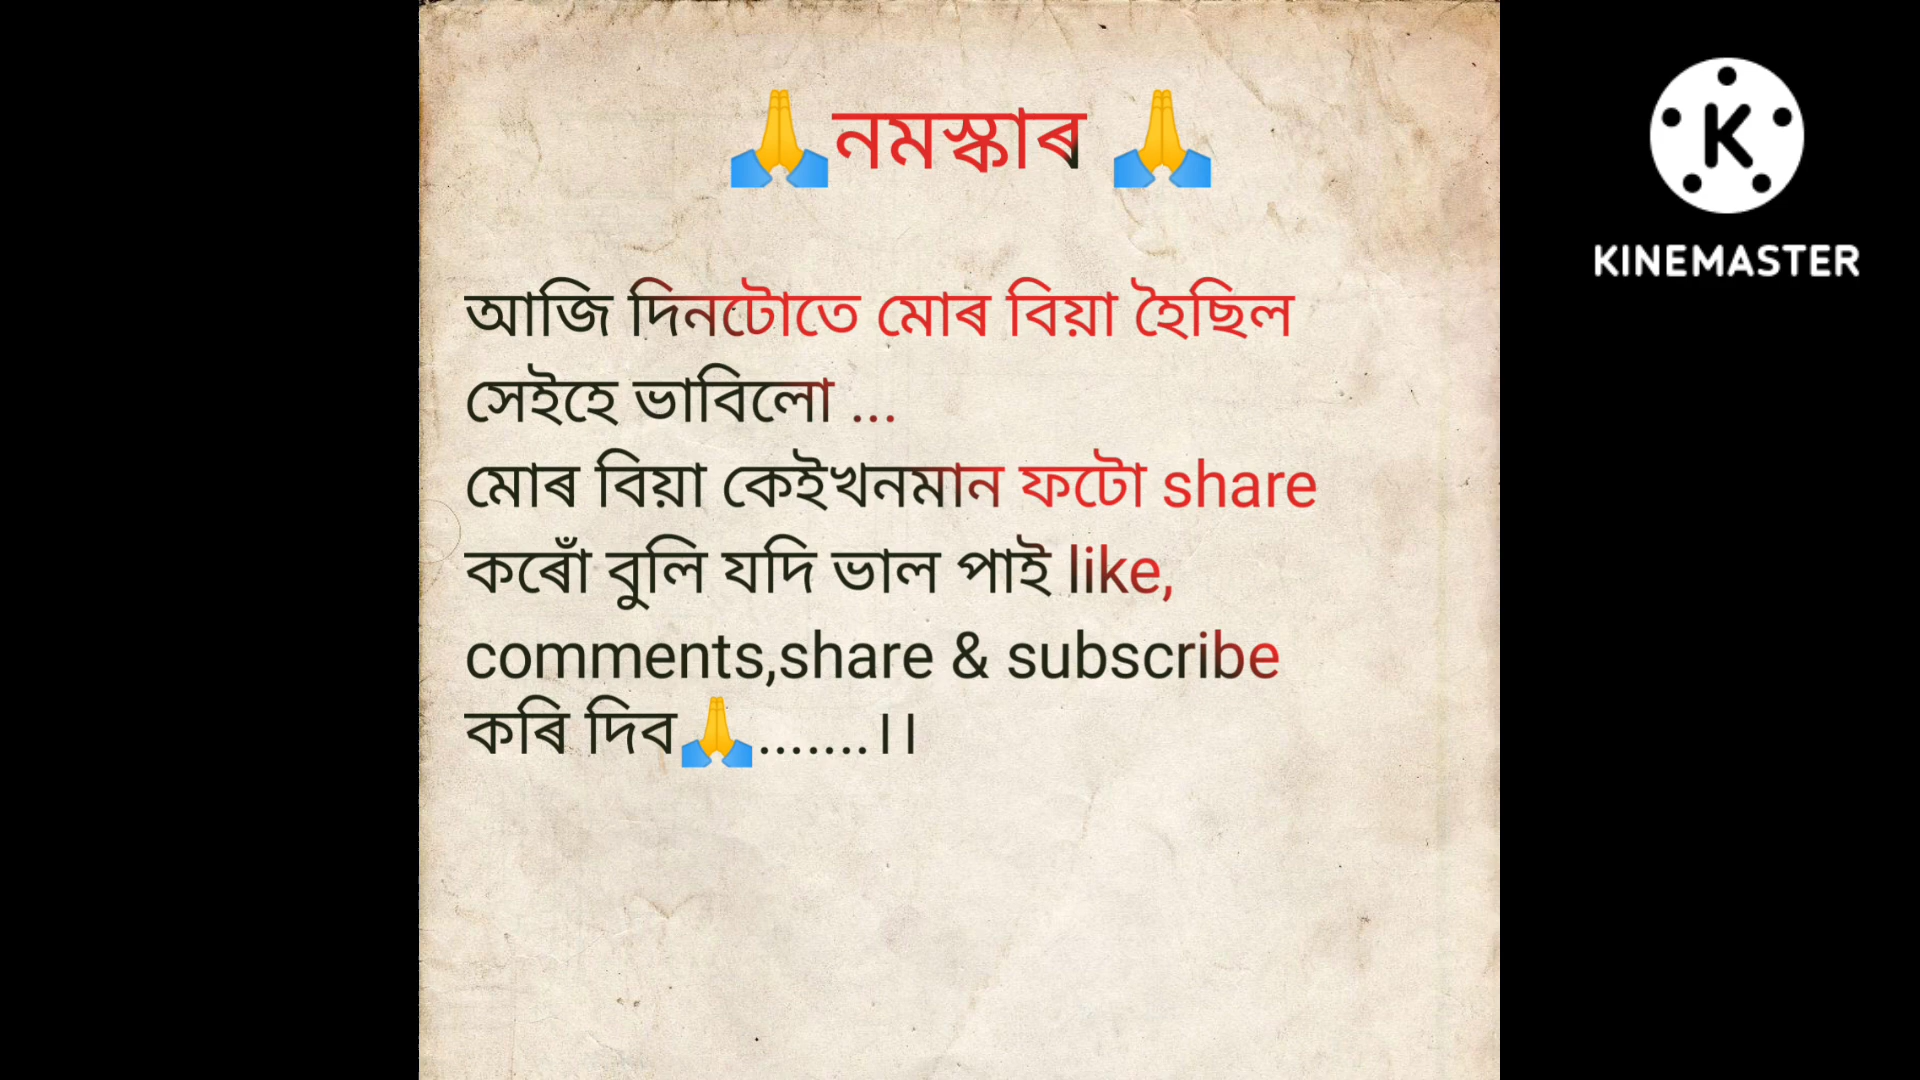 🙏নমস্কাৰ 🙏
আজি দিনটোতে মোৰ বিয়া হৈছিল
সেইহে ভাবিলো ...
মোৰ বিয়া কেইখনমান ফটো share
কৰোঁ বুলি যদি ভাল পাই like,
comments,share & subscribe
কৰি দিব🙏.......।।
KINEMASTER